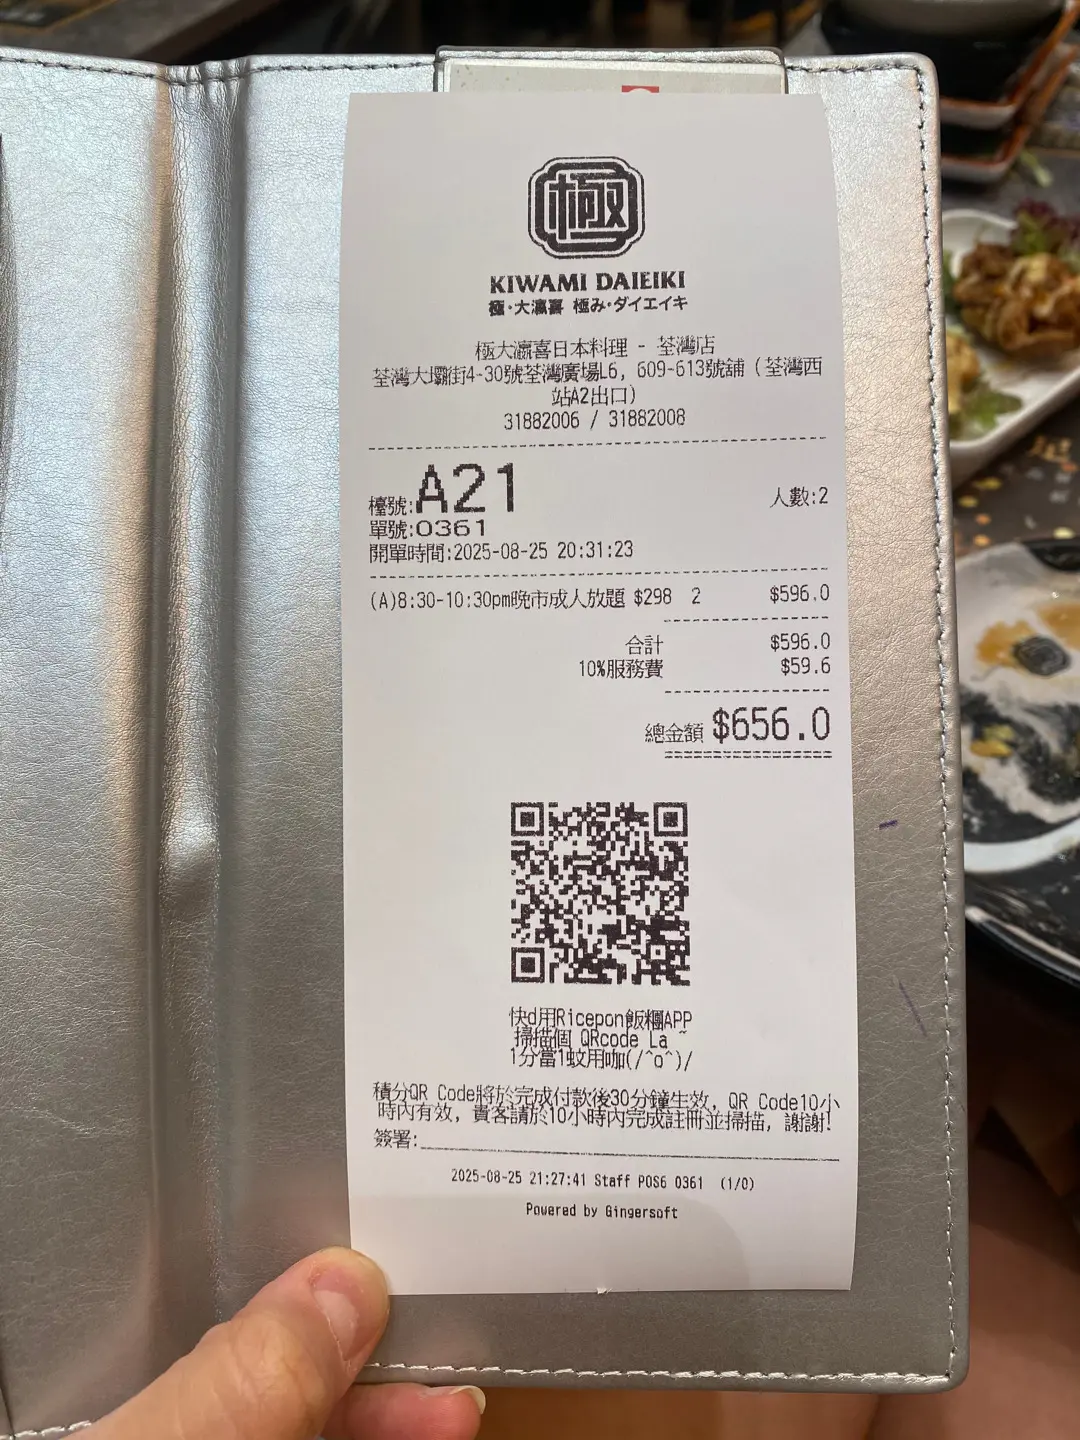 極
KIWAMI DAIEIKI
極·大瀛喜 極み·ダイエイキ
極大瀛喜日本料理 - 荃灣店
荃灣大壩街4-30號荃灣廣場L6, 609-613號舖 (荃灣西
站A2出口)
31882006 / 31882008
檯號:A21 人數:2
單號:0361
開單時間:2025-08-25 20:31:23
(A)8:30-10:30pm晚市成人放題 $298 2 $596.0
合計 $596.0
10%服務費 $59.6
總金額 $656.0
快d用Ricepon飯糰APP
掃描個 QRcode La ~
1分當1蚊用咖(/^o^)/
積分QR Code將於完成付款後30分鐘生效, QR Code10小
時內有效, 貴客請於10小時內完成註冊並掃描, 謝謝!
簽署:
2025-08-25 21:27:41 Staff POS6 0361 (1/0)
Powered by Gingersoft